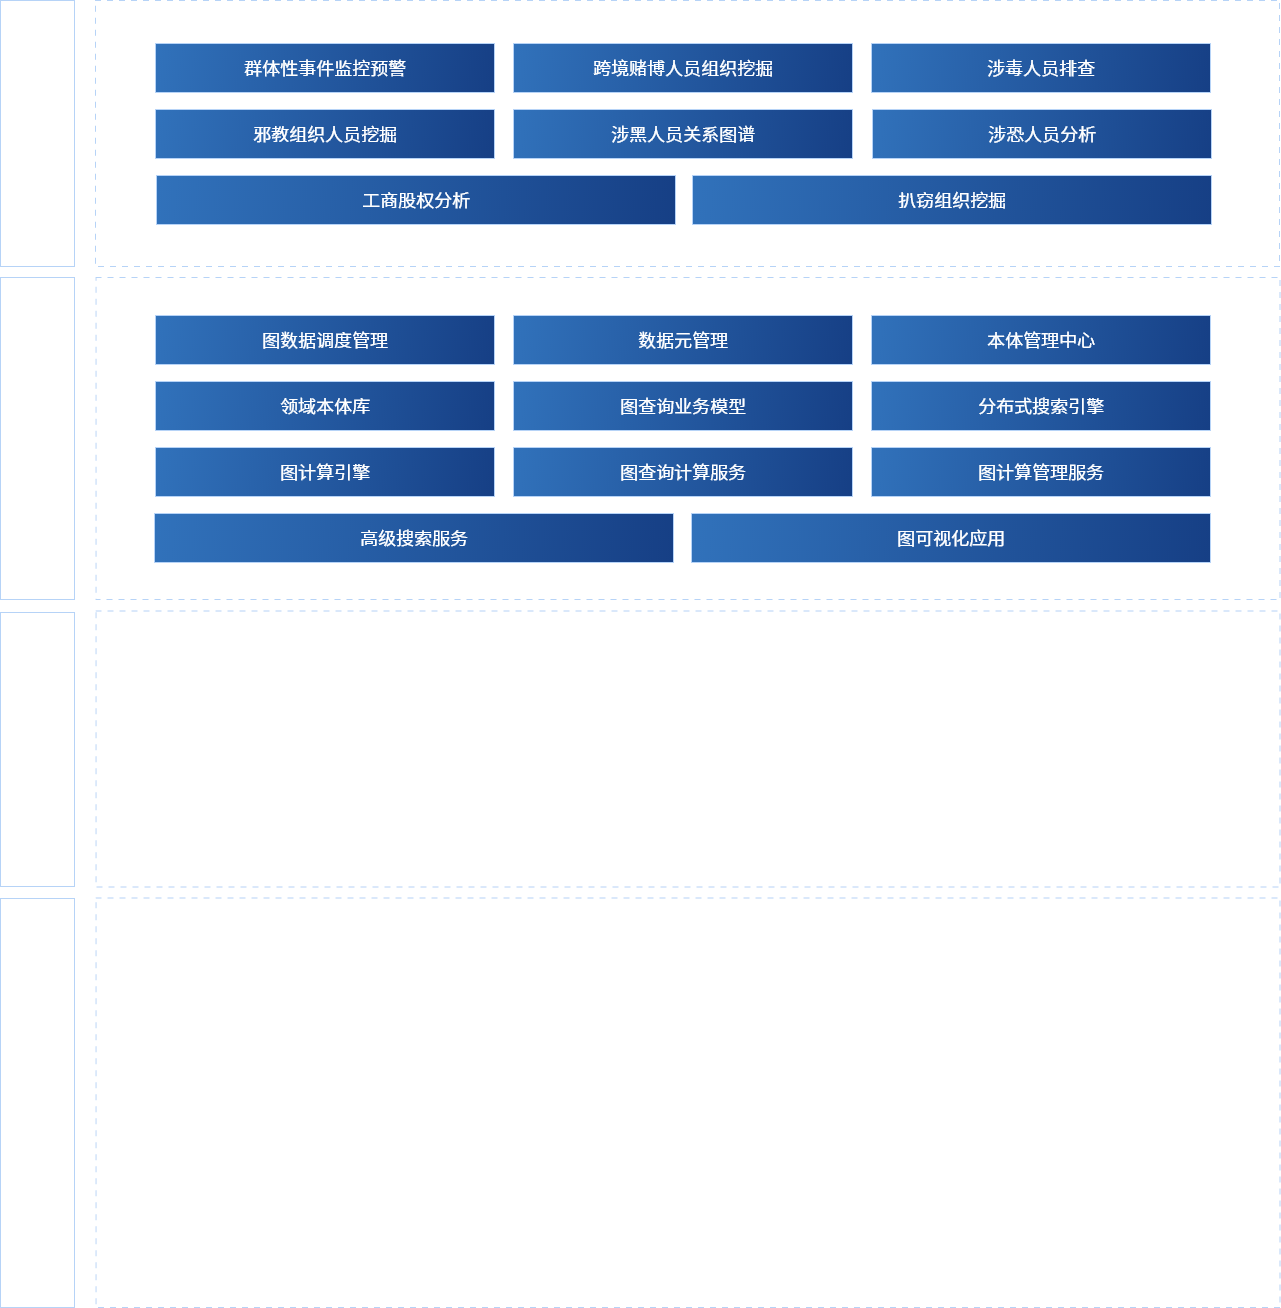 群体性事件监控预警
跨境赌博人员组织挖掘
涉毒人员排查
邪教组织人员挖掘
涉黑人员关系图谱
涉恐人员分析
工商股权分析
扒窃组织挖掘
图数据调度管理
数据元管理
本体管理中心
领域本体库
图查询业务模型
分布式搜索引擎
图计算引擎
图查询计算服务
图计算管理服务
高级搜索服务
图可视化应用